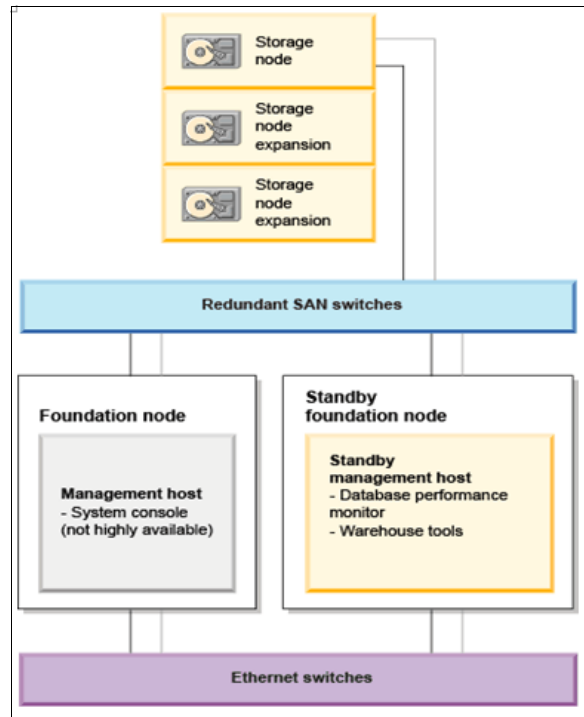 Storage
node
Storage
node
expansion
Storage
node
expansion
Redundant SAN switches
Foundation node
Management host
- System console
(not highly available)
Standby
foundation node
Standby
management host
- Database performance
monitor
- Warehouse tools
Ethernet switches